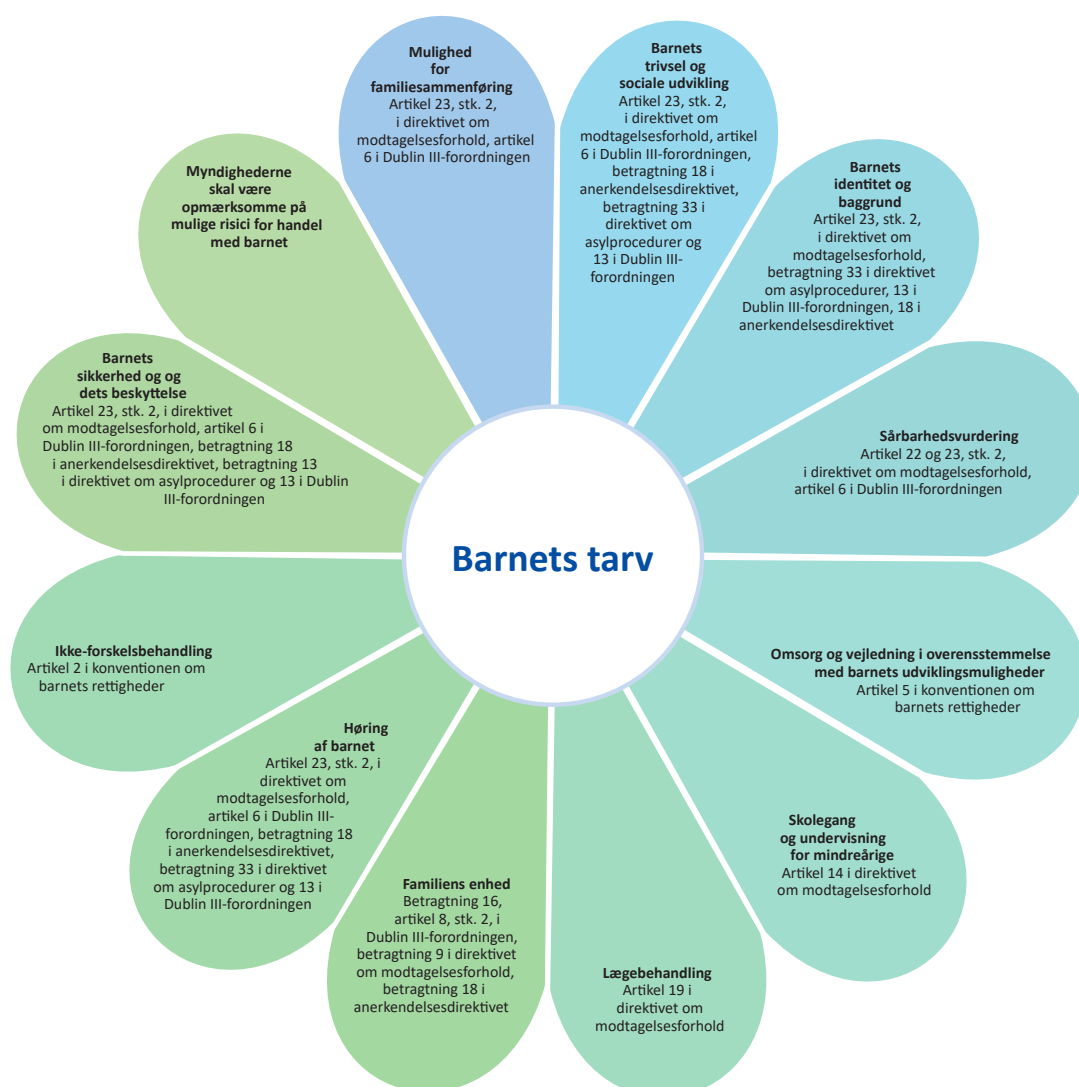 Mulighed
for
familiesammenføring
Artikel 23, stk. 2,
i direktivet om
modtagelsesforhold, artikel
6 i Dublin III-forordningen
Barnets
trivsel og
sociale udvikling
Artikel 23, stk. 2,
i direktivet om
modtagelsesforhold, artikel
6 i Dublin III-forordningen,
betragtning 18 i
anerkendelsesdirektivet,
betragtning 33 i
direktivet om
asylprocedurer og
13 i Dublin III-
forordningen
Barnets
identitet og
baggrund
Artikel 23, stk. 2,
i direktivet om
modtagelsesforhold,
betragtning 33 i direktivet
om asylprocedurer, 13 i
Dublin III-forordningen, 18 i
anerkendelsesdirektivet
Sårbarhedsvurdering
Artikel 22 og 23, stk. 2,
i direktivet om modtagelsesforhold,
artikel 6 i Dublin III-forordningen
Omsorg og vejledning i overensstemmelse
med barnets udviklingsmuligheder
Artikel 5 i konventionen om
barnets rettigheder
Skolegang
og undervisning
for mindreårige
Artikel 14 i direktivet
om modtagelsesforhold
Lægebehandling
Artikel 19 i
direktivet om
modtagelsesforhold
Familiens enhed
Betragtning 16,
artikel 8, stk. 2, i
Dublin III-forordningen,
betragtning 9 i direktivet
om modtagelsesforhold,
betragtning 18 i
anerkendelsesdirektivet
Høring
af barnet
Artikel 23, stk. 2, i
direktivet om
modtagelsesforhold,
artikel 6 i Dublin III-
forordningen, betragtning 18
i anerkendelsesdirektivet,
betragtning 33 i direktivet
om asylprocedurer og 13 i
Dublin III-forordningen
Ikke-forskelsbehandling
Artikel 2 i konventionen om
barnets rettigheder
Barnets
sikkerhed og og
dets beskyttelse
Artikel 23, stk. 2, i direktivet
om modtagelsesforhold, artikel 6 i
Dublin III-forordningen, betragtning 18
i anerkendelsesdirektivet, betragtning 13
i direktivet om asylprocedurer og 13 i Dublin
III-forordningen
Myndighederne
skal være
opmærksomme på
mulige risici for handel
med barnet
Barnets tarv